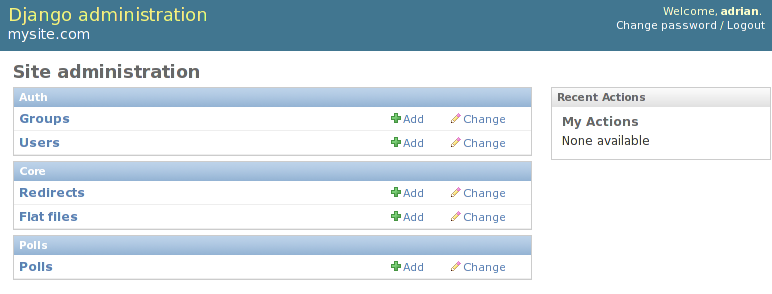 Django administration
mysite.com
Welcome, adrian.
Change password / Logout
Site administration
Auth
Groups Add Change
Users Add Change
Core
Redirects Add Change
Flat files Add Change
Polls
Polls Add Change
Recent Actions
My Actions
None available